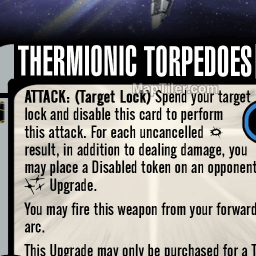 THERMIONIC TORPEDOES
MapTiler.com
ATTACK: (Target Lock) Spend your target
lock and disable this card to perform
this attack. For each uncancelled
result, in addition to dealing damage, you
may place a Disabled token on an opponent
Upgrade.
You may fire this weapon from your forward
arc.
This Upgrade may only be purchased for a T